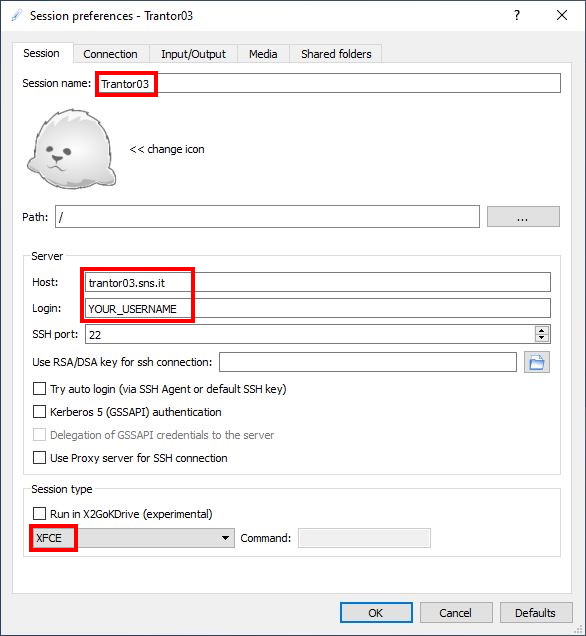 Session preferences - Trantor03
? ×
Session Connection Input/Output Media Shared folders
Session name: Trantor03
<< change icon
Path: / ...
Server
Host: trantor03.sns.it
Login: YOUR_USERNAME
SSH port: 22
Use RSA/DSA key for ssh connection:
Try auto login (via SSH Agent or default SSH key)
Kerberos 5 (GSSAPI) authentication
Delegation of GSSAPI credentials to the server
Use Proxy server for SSH connection
Session type
Run in X2GoKDrive (experimental)
XFCE Command:
OK Cancel Defaults